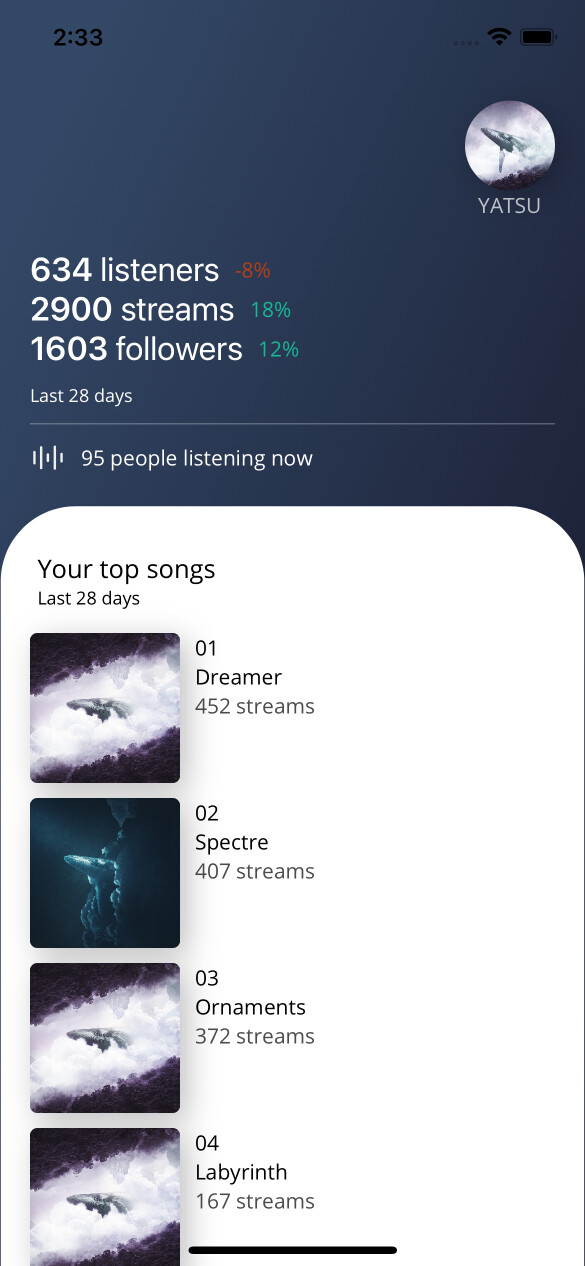 2:33
YATSU
634 listeners -8%
2900 streams 18%
1603 followers 12%
Last 28 days
95 people listening now
Your top songs
Last 28 days
01
Dreamer
452 streams
02
Spectre
407 streams
03
Ornaments
372 streams
04
Labyrinth
167 streams